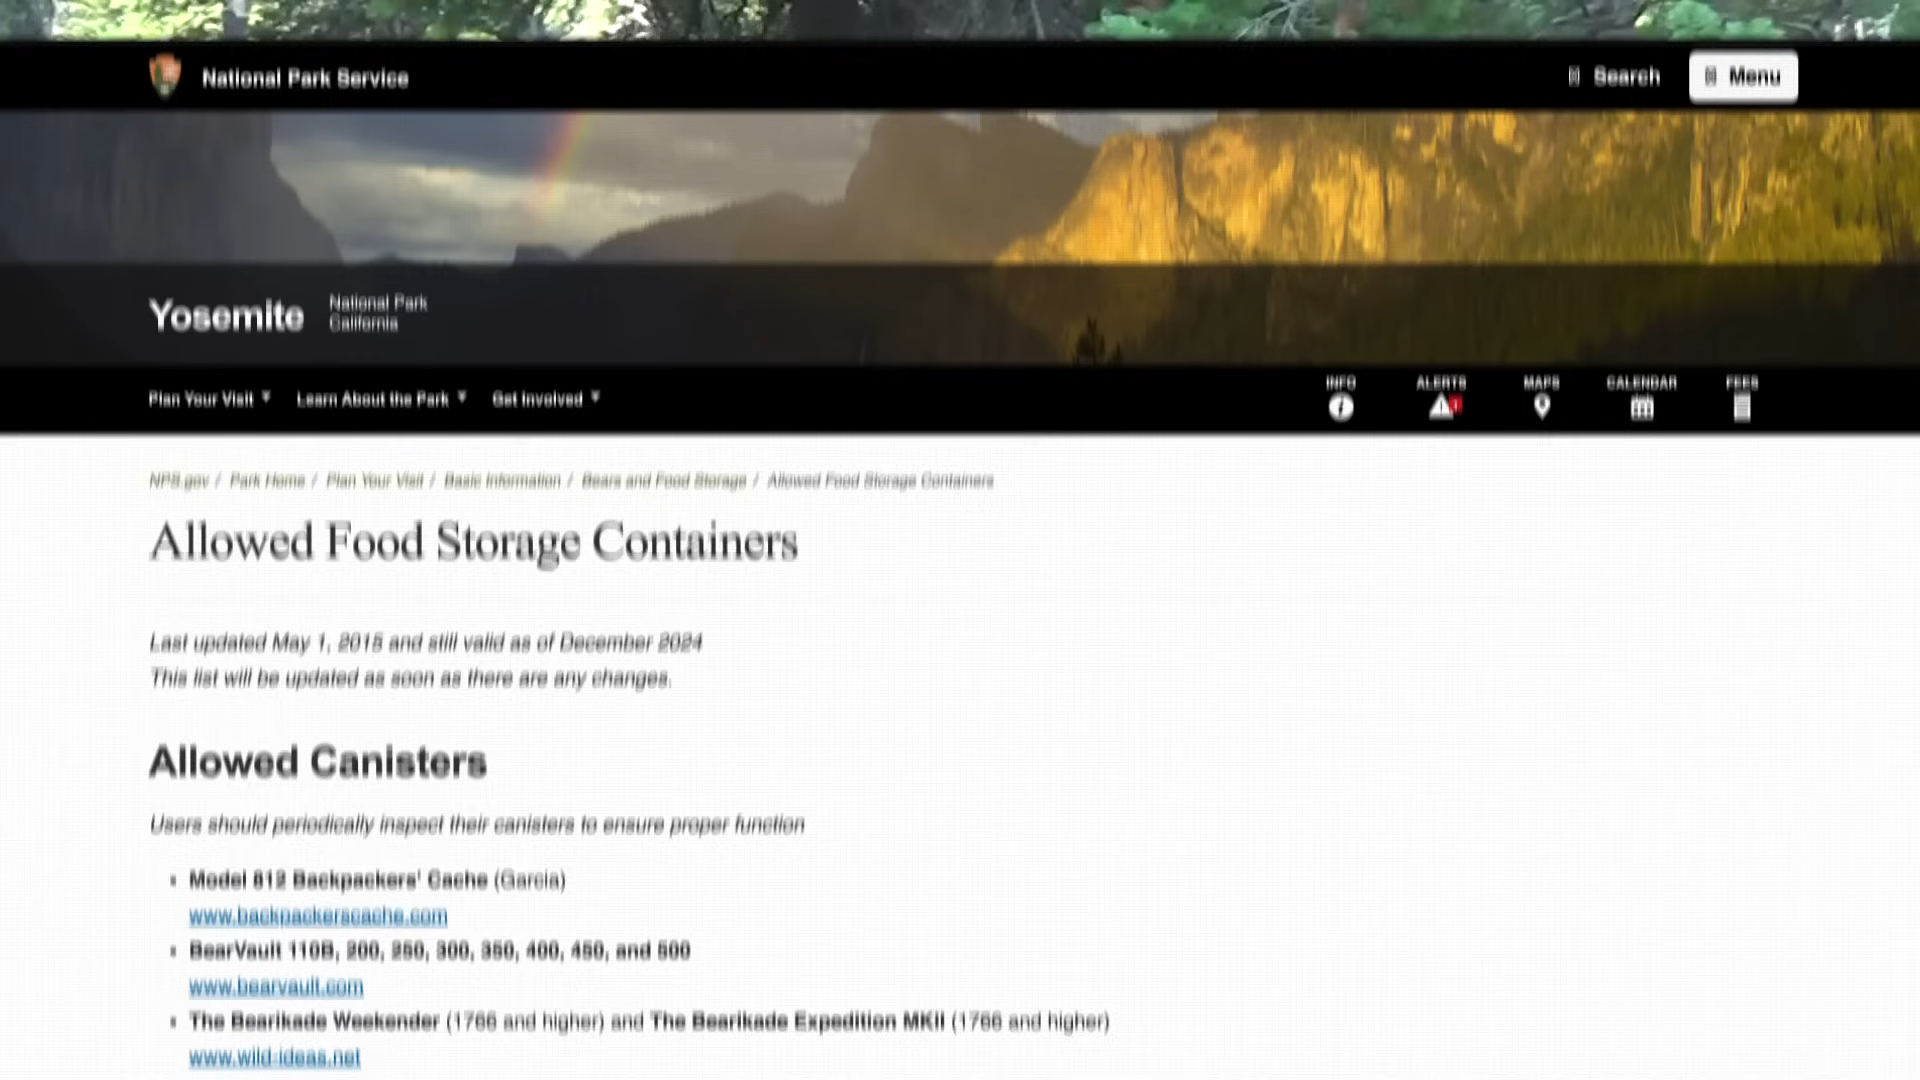 National Park Service
Search
Menu
Yosemite
National Park
California
Plan Your Visit
Learn About the Park
Get Involved
INFO
ALERTS
MAPS
CALENDAR
FEES
NPS.gov / Park Home / Plan Your Visit / Basic Information / Bears and Food Storage / Allowed Food Storage Containers
Allowed Food Storage Containers
Last updated May 1, 2015 and still valid as of December 2024
This list will be updated as soon as there are any changes.
Allowed Canisters
Users should periodically inspect their canisters to ensure proper function
Model 812 Backpackers' Cache (Garcia)
www.backpackerscache.com
BearVault 110B, 200, 250, 300, 350, 400, 450, and 500
www.bearvault.com
The Bearikade Weekender (1766 and higher) and The Bearikade Expedition MKII (1766 and higher)
www.wild-ideas.net